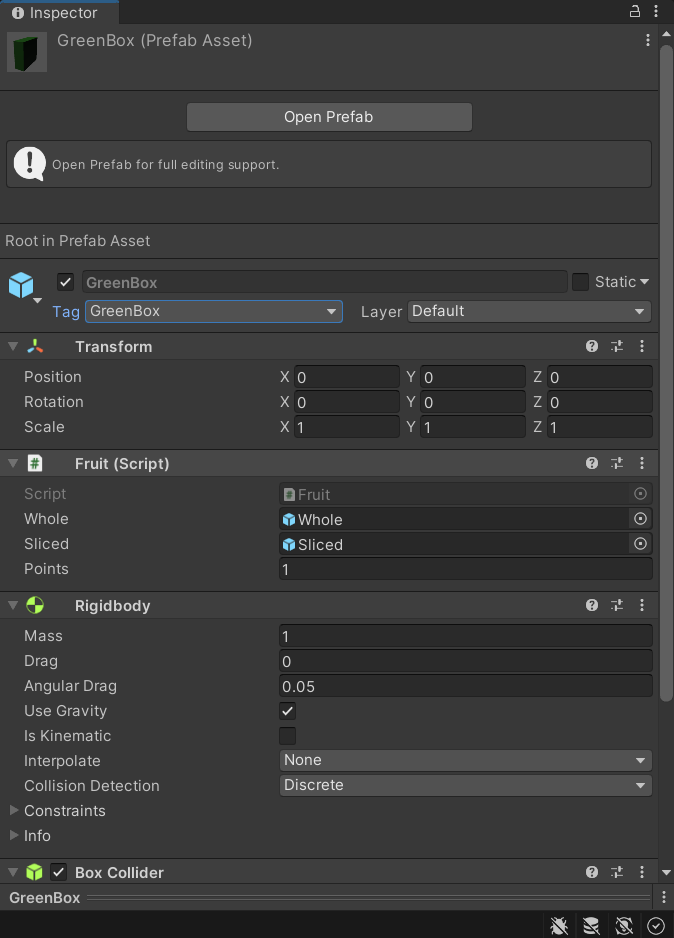 Inspector
GreenBox (Prefab Asset)
Open Prefab
Open Prefab for full editing support.
Root in Prefab Asset
GreenBox Static
Tag GreenBox Layer Default
Transform
Position X 0 Y 0 Z 0
Rotation X 0 Y 0 Z 0
Scale X 1 Y 1 Z 1
# Fruit (Script)
Script # Fruit
Whole Whole
Sliced Sliced
Points 1
Rigidbody
Mass 1
Drag 0
Angular Drag 0.05
Use Gravity
Is Kinematic
Interpolate None
Collision Detection Discrete
Constraints
Info
Box Collider
GreenBox